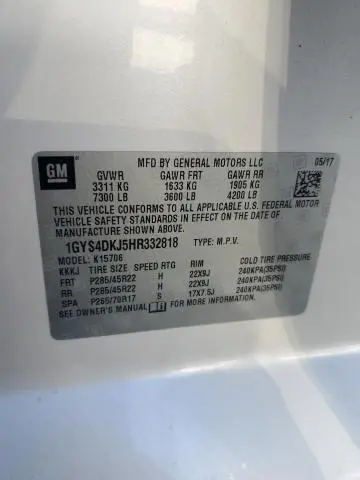 GM
MFD BY GENERAL MOTORS LLC 05/17
GVWR GAWR FRT GAWR RR
3311 KG 1633 KG 1905 KG
7300 LB 3600 LB 4200 LB
THIS VEHICLE CONFORMS TO ALL APPLICABLE U.S. FEDERAL MOTOR
VEHICLE SAFETY STANDARDS IN EFFECT ON THE DATE OF
MANUFACTURE SHOWN ABOVE.
1GYS4DKJ5HR332818 TYPE: M.P.V.
MODEL: K15706
KKKJ TIRE SIZE SPEED RTG RIM COLD TIRE PRESSURE
FRT P285/45R22 H 22X9J 240KPA(35PSI)
RR P285/45R22 H 22X9J 240KPA(35PSI)
SPA P265/70R17 S 17X7.5J 240KPA(35PSI)
SEE OWNER'S MANUAL FOR MORE INFORMATION.